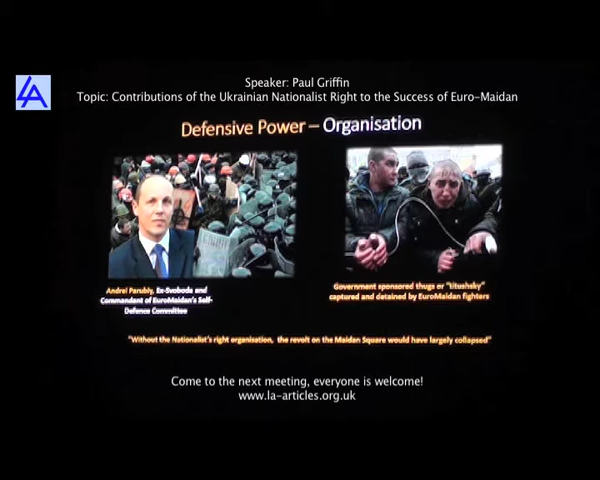 LA
Speaker: Paul Griffin
Topic: Contributions of the Ukrainian Nationalist Right to the Success of Euro-Maidan
Defensive Power – Organisation
Andrei Parubiy, Ex-Svoboda and
Commandant of EuroMaidan's Self-
Defence Committee
Government sponsored thugs or "titushsky"
captured and detained by EuroMaidan fighters
"Without the Nationalist's right organisation, the revolt on the Maidan Square would have largely collapsed"
Come to the next meeting, everyone is welcome!
www.la-articles.org.uk